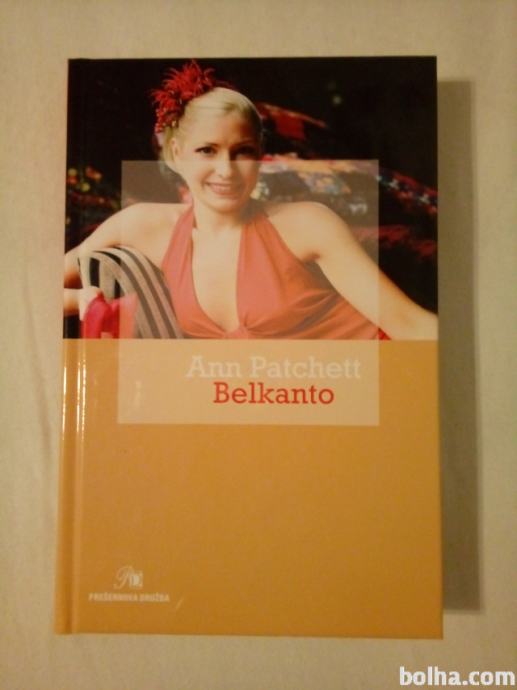 Ann Patchett
Belkanto
PREŠERNOVA DRUŽBA
bolha.com